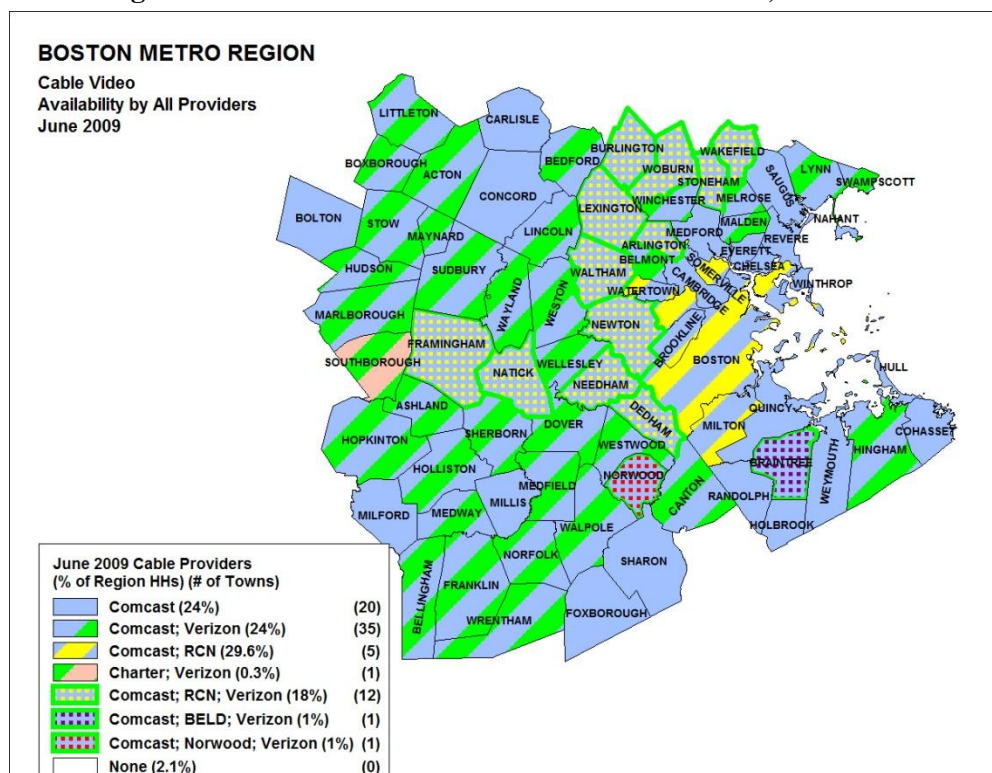 BOSTON METRO REGION
Cable Video
Availability by All Providers
June 2009
LITTLETON
CARLISLE
BOXBOROUGH
ACTON
BEDFORD
BURLINGTON
WOBURN
WAKEFIELD
STONEHAM
SAUGUS
LYNN
SWAMPSCOTT
CONCORD
LEXINGTON
WINCHESTER
MELROSE
BOLTON
STOW
MAYNARD
LINCOLN
MEDFORD
MALDEN
NAHANT
ARLINGTON
REVERE
EVERETT
BELMONT
HUDSON
SUDBURY
WALTHAM
SOMERVILLE
CHELSEA
WINTHROP
WATERTOWN
CAMBRIDGE
MARLBOROUGH
WAYLAND
WESTON
NEWTON
BROOKLINE
FRAMINGHAM
SOUTHBOROUGH
NATICK
WELLESLEY
BOSTON
NEEDHAM
HULL
ASHLAND
DEDHAM
QUINCY
HOPKINTON
SHERBORN
DOVER
MILTON
COHASSET
WESTWOOD
HINGHAM
HOLLISTON
MEDFIELD
NORWOOD
BRAINTREE
WEYMOUTH
MILFORD
MEDWAY
MILLIS
CANTON
RANDOLPH
WALPOLE
HOLBROOK
NORFOLK
SHARON
BELLINGHAM
FRANKLIN
WRENTHAM
FOXBOROUGH
June 2009 Cable Providers
(% of Region HHs) (# of Towns)
Comcast (24%) (20)
Comcast; Verizon (24%) (35)
Comcast; RCN (29.6%) (5)
Charter; Verizon (0.3%) (1)
Comcast; RCN; Verizon (18%) (12)
Comcast; BELD; Verizon (1%) (1)
Comcast; Norwood; Verizon (1%) (1)
None (2.1%) (0)